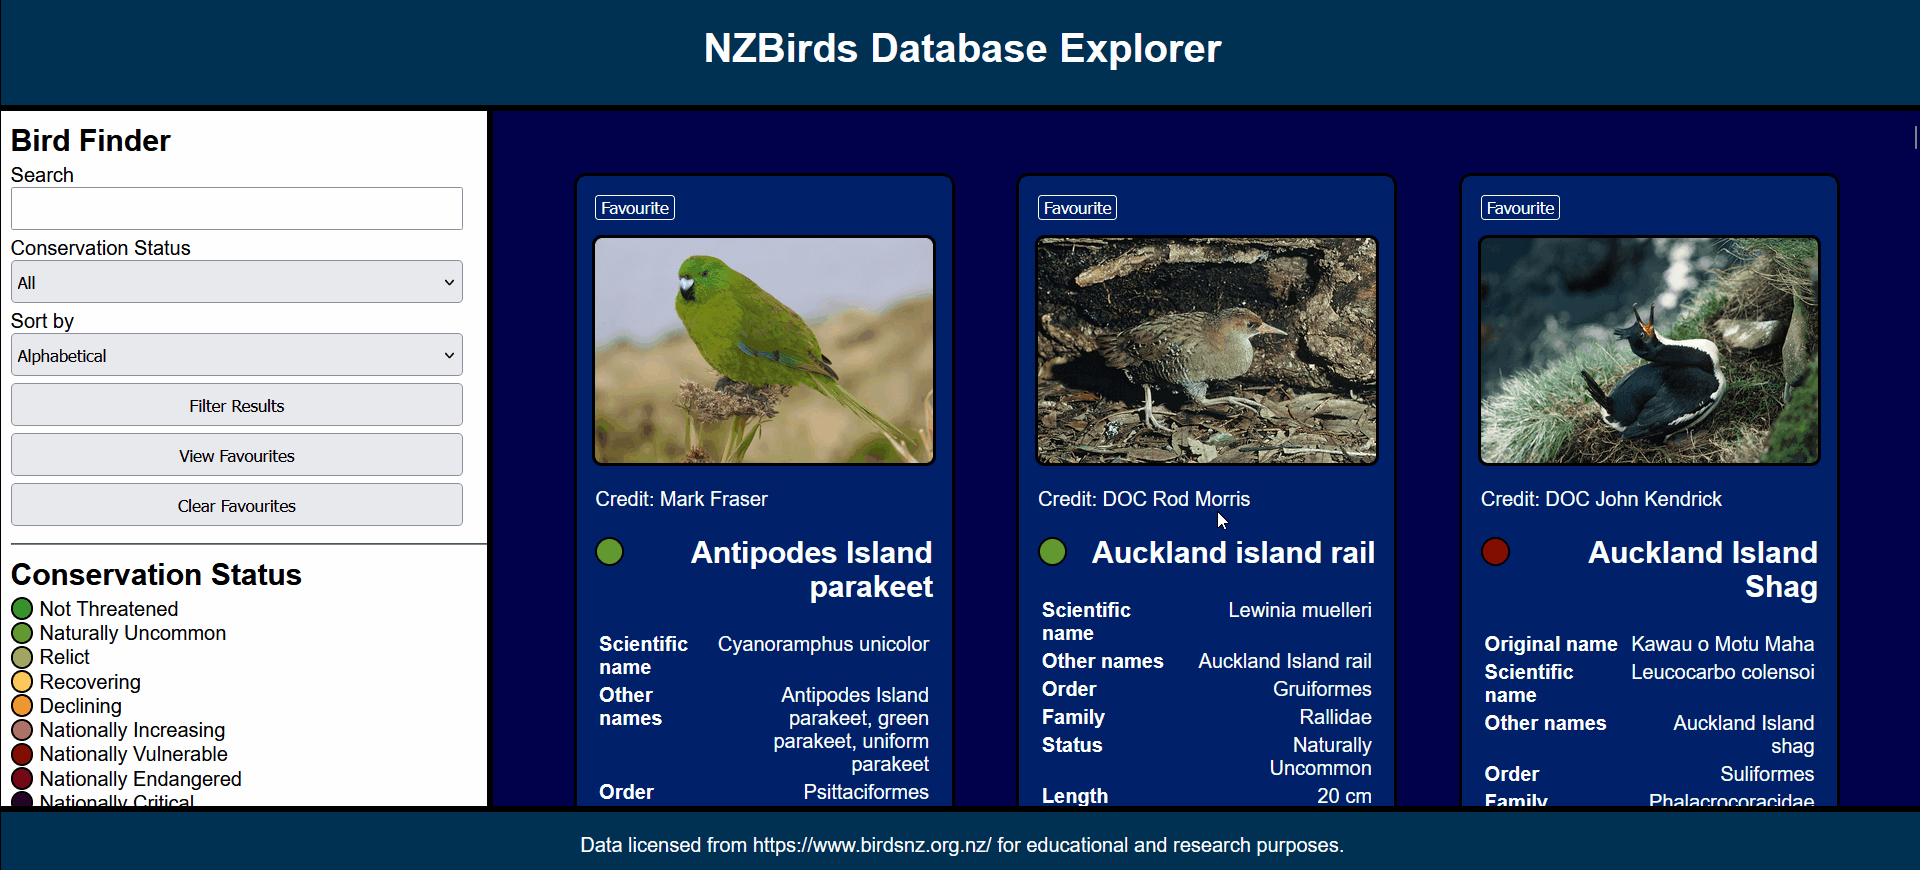 NZBirds Database Explorer
Bird Finder
Search
Conservation Status
All
Sort by
Alphabetical
Filter Results
View Favourites
Clear Favourites
Conservation Status
Not Threatened
Naturally Uncommon
Relict
Recovering
Declining
Nationally Increasing
Nationally Vulnerable
Nationally Endangered
Nationally Critical
Favourite
Credit: Mark Fraser
Antipodes Island
parakeet
Scientific name Cyanoramphus unicolor
Other names Antipodes Island
parakeet, green
parakeet, uniform
parakeet
Order Psittaciformes
Favourite
Credit: DOC Rod Morris
Auckland island rail
Scientific name Lewinia muelleri
Other names Auckland Island rail
Order Gruiformes
Family Rallidae
Status Naturally
Uncommon
Length 20 cm
Favourite
Credit: DOC John Kendrick
Auckland Island
Shag
Original name Kawau o Motu Maha
Scientific name Leucocarbo colensoi
Other names Auckland Island
shag
Order Suliformes
Family Phalacrocoracidae
Data licensed from https://www.birdsnz.org.nz/ for educational and research purposes.